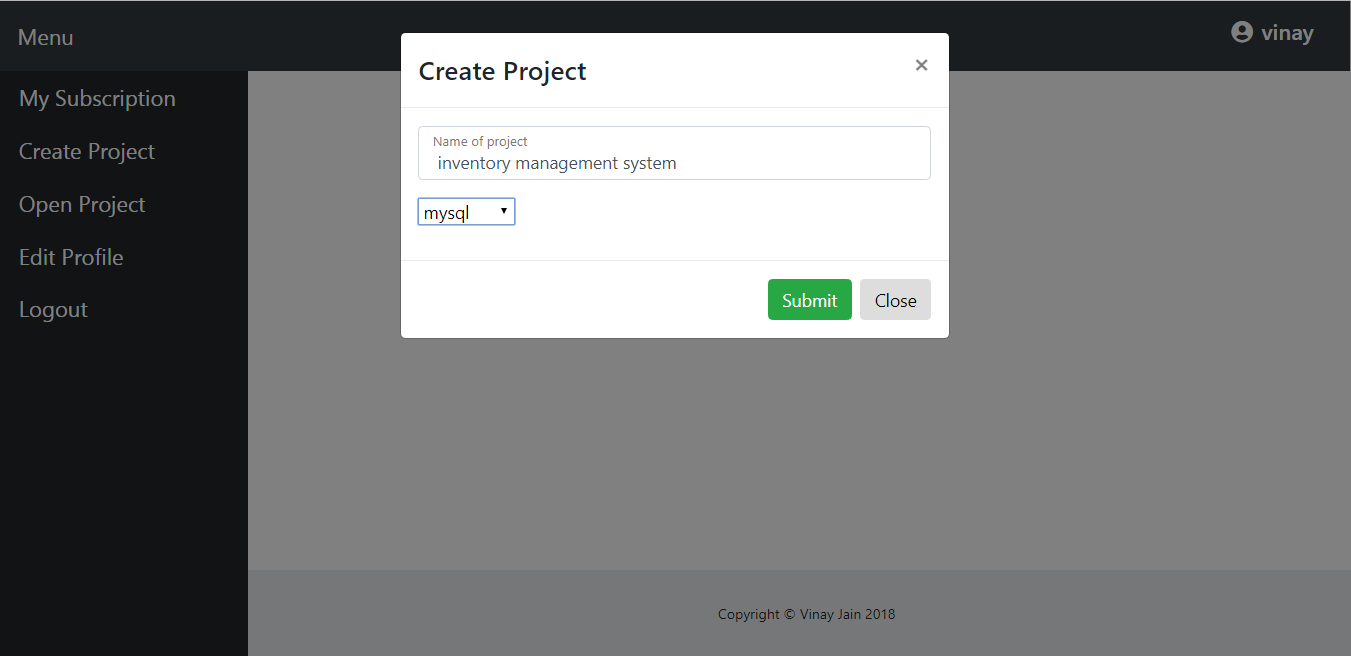 Menu
vinay
My Subscription
Create Project
Open Project
Edit Profile
Logout
Create Project
×
Name of project
inventory management system
mysql
Submit
Close
Copyright © Vinay Jain 2018